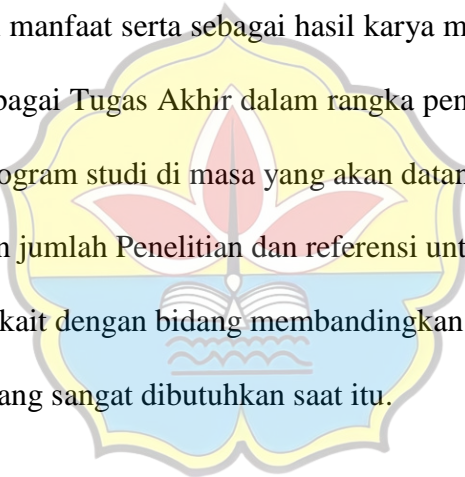 manfaat serta sebagai hasil karya m
bagai Tugas Akhir dalam rangka pen
ogram studi di masa yang akan datan
n jumlah Penelitian dan referensi unt
kait dengan bidang membandingkan
ang sangat dibutuhkan saat itu.